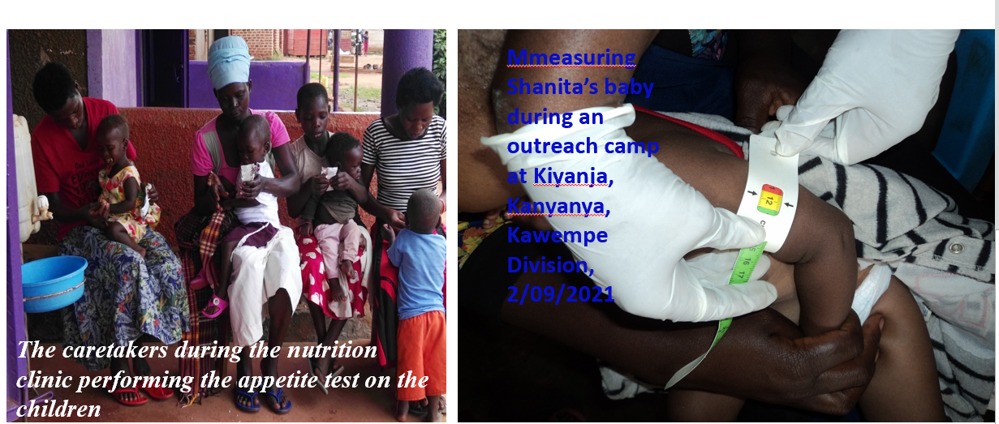 The caretakers during the nutrition
clinic performing the appetite test on the
children
Mmeasuring
Shanita’s baby
during an
outreach camp
at Kiyanja,
Kanyanya,
Kawempe
Division,
2/09/2021
12
16
17